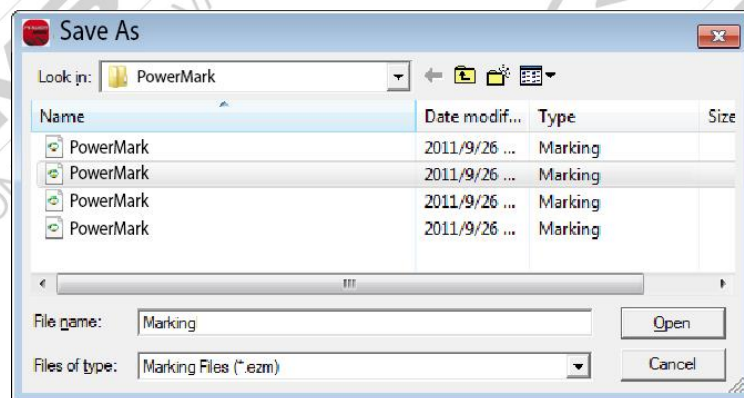 Save As
Look in: PowerMark
Name Date modif... Type Size
PowerMark 2011/9/26 ... Marking
PowerMark 2011/9/26 ... Marking
PowerMark 2011/9/26 ... Marking
PowerMark 2011/9/26 ... Marking
File name: Marking Open
Files of type: Marking Files (*.ezm) Cancel